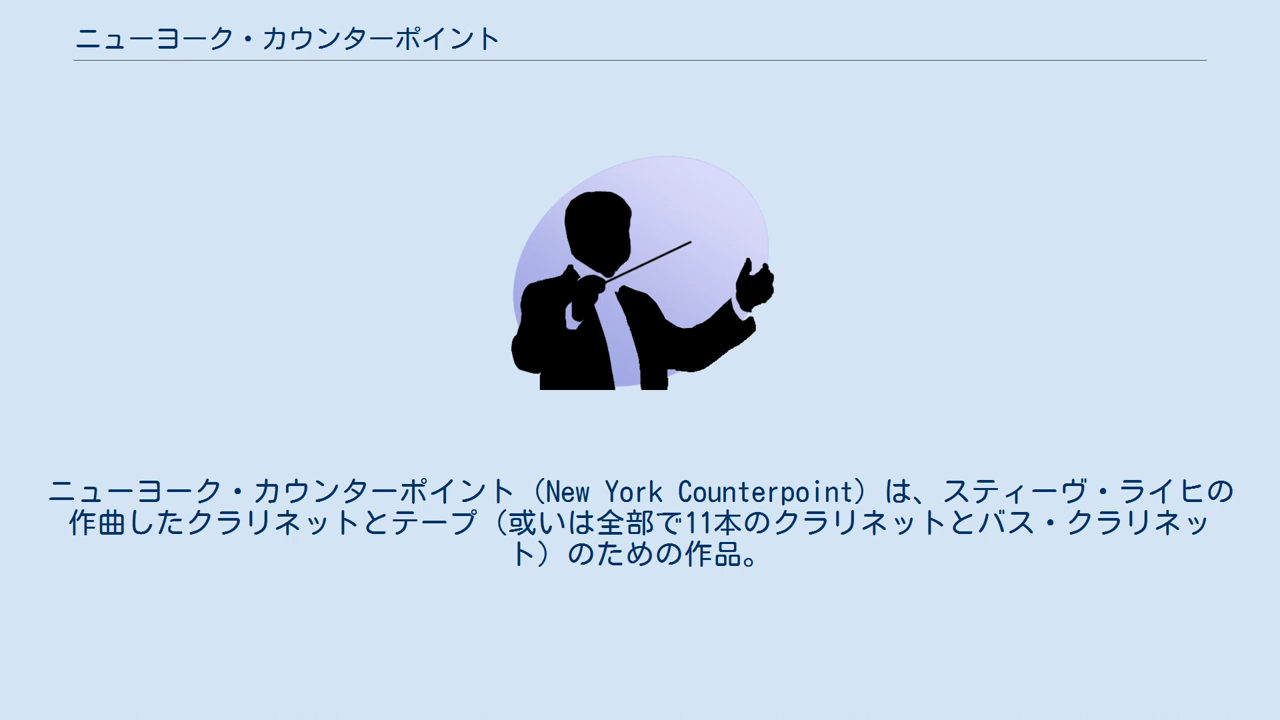 ニューヨーク・カウンターポイント
ニューヨーク・カウンターポイント（New York Counterpoint）は、スティーヴ・ライヒの
作曲したクラリネットとテープ（或いは全部で11本のクラリネットとバス・クラリネッ
ト）のための作品。